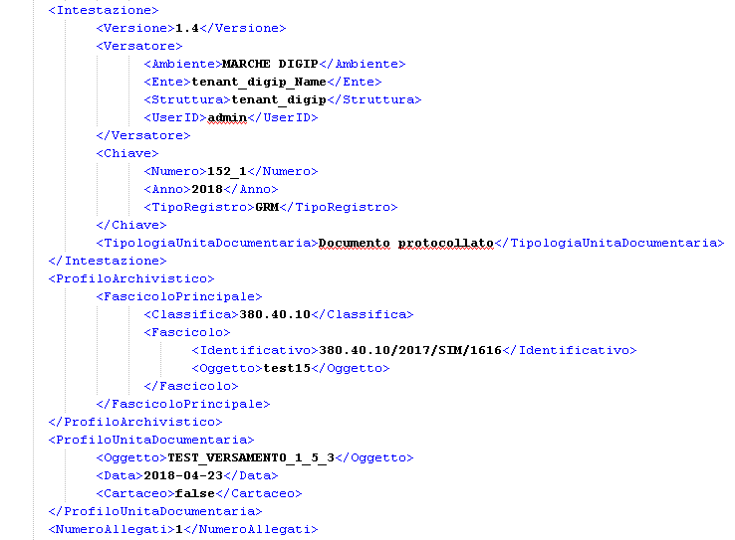 <Intestazione>
<Versione>1.4</Versione>
<Versatore>
<Ambiente>MARCHE DIGIP</Ambiente>
<Ente>tenant_digip_Name</Ente>
<Struttura>tenant_digip</Struttura>
<UserID>admin</UserID>
</Versatore>
<Chiave>
<Numero>152_1</Numero>
<Anno>2018</Anno>
<TipoRegistro>GRM</TipoRegistro>
</Chiave>
<TipologiaUnitaDocumentaria>Documento protocollato</TipologiaUnitaDocumentaria>
</Intestazione>
<ProfiloArchivistico>
<FascicoloPrincipale>
<Classifica>380.40.10</Classifica>
<Fascicolo>
<Identificativo>380.40.10/2017/SIM/1616</Identificativo>
<Oggetto>test15</Oggetto>
</Fascicolo>
</FascicoloPrincipale>
</ProfiloArchivistico>
<ProfiloUnitaDocumentaria>
<Oggetto>TEST_VERSAMENTO_1_5_3</Oggetto>
<Data>2018-04-23</Data>
<Cartaceo>false</Cartaceo>
</ProfiloUnitaDocumentaria>
<NumeroAllegati>1</NumeroAllegati>